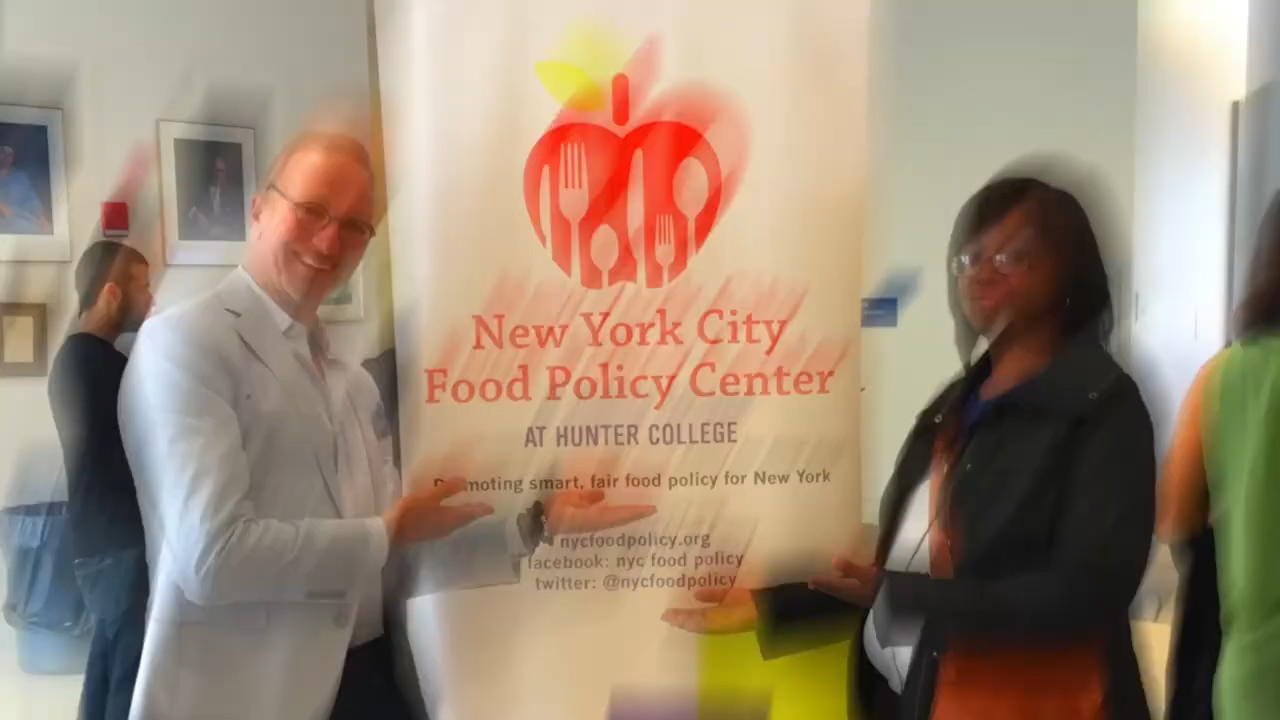 New York City
Food Policy Center
AT HUNTER COLLEGE
Promoting smart, fair food policy for New York
nycfoodpolicy.org
facebook: nyc food policy
twitter: @nycfoodpolicy